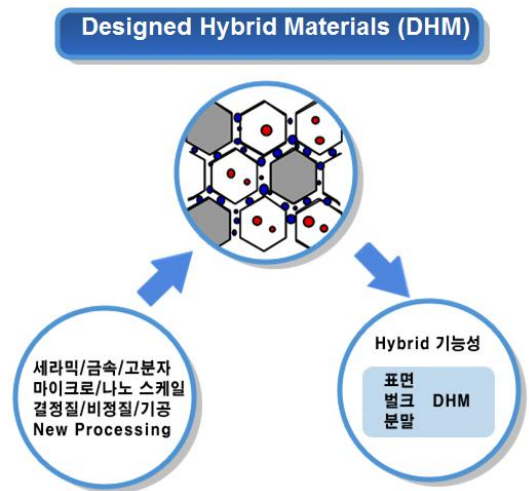 Designed Hybrid Materials (DHM)
세라믹/금속/고분자
마이크로/나노 스케일
결정질/비정질/기공
New Processing
Hybrid 기능성
표면
벌크 DHM
분말